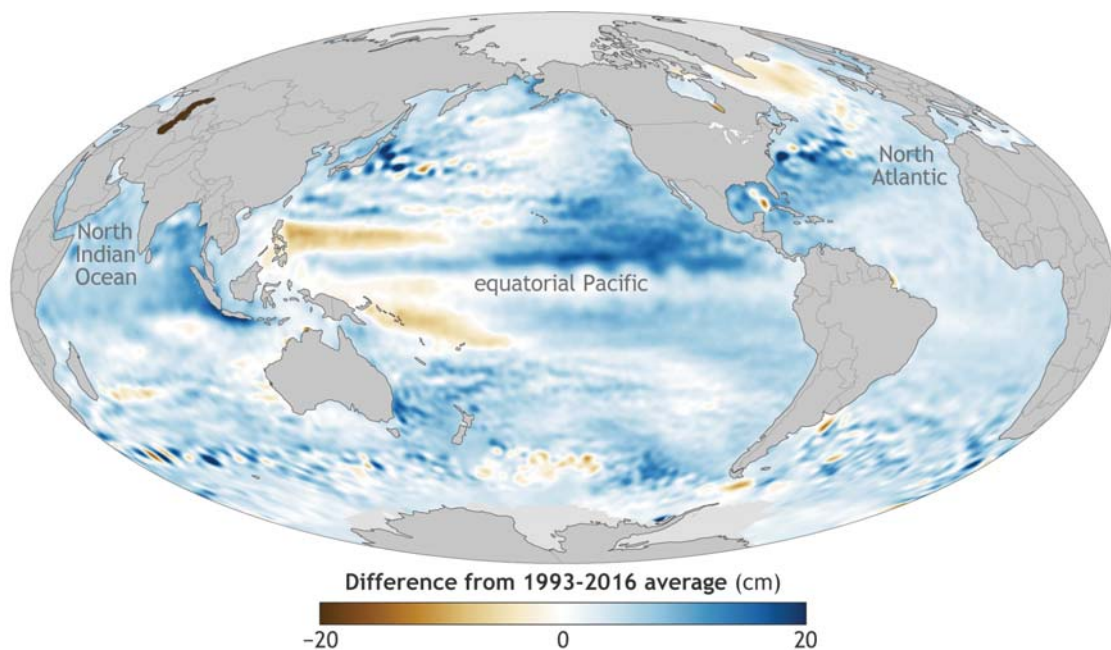 North
Atlantic
North
Indian
Ocean
equatorial Pacific
Difference from 1993-2016 average (cm)
−20 0 20